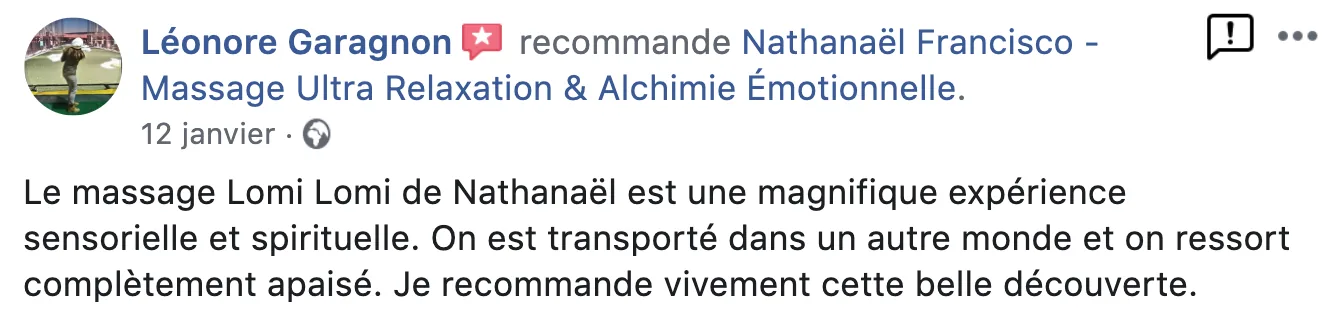 Léonore Garagnon recommande Nathanaël Francisco -
Massage Ultra Relaxation & Alchimie Émotionnelle.
12 janvier ·
Le massage Lomi Lomi de Nathanaël est une magnifique expérience
sensorielle et spirituelle. On est transporté dans un autre monde et on ressort
complètement apaisé. Je recommande vivement cette belle découverte.